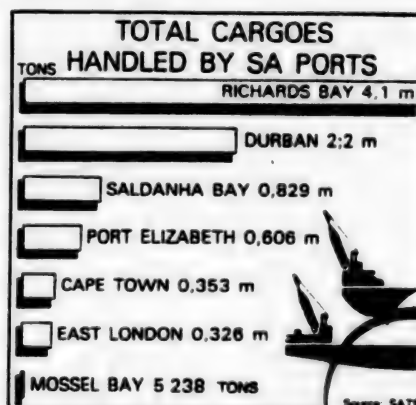 TOTAL CARGOES
TONS HANDLED BY SA PORTS
RICHARDS BAY 4,1 m
DURBAN 2;2 m
SALDANHA BAY 0,829 m
PORT ELIZABETH 0,606 m
CAPE TOWN 0,353 m
EAST LONDON 0,326 m
MOSSEL BAY 5 238 TONS
Source: